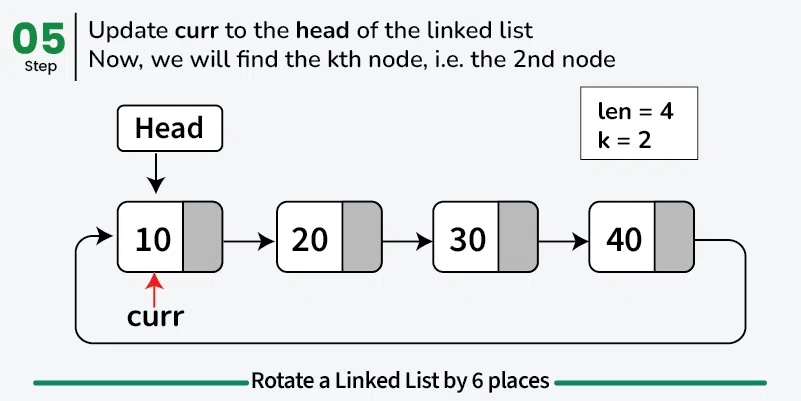 05
Step
Update curr to the head of the linked list
Now, we will find the kth node, i.e. the 2nd node
len = 4
k = 2
Head
10
20
30
40
curr
Rotate a Linked List by 6 places